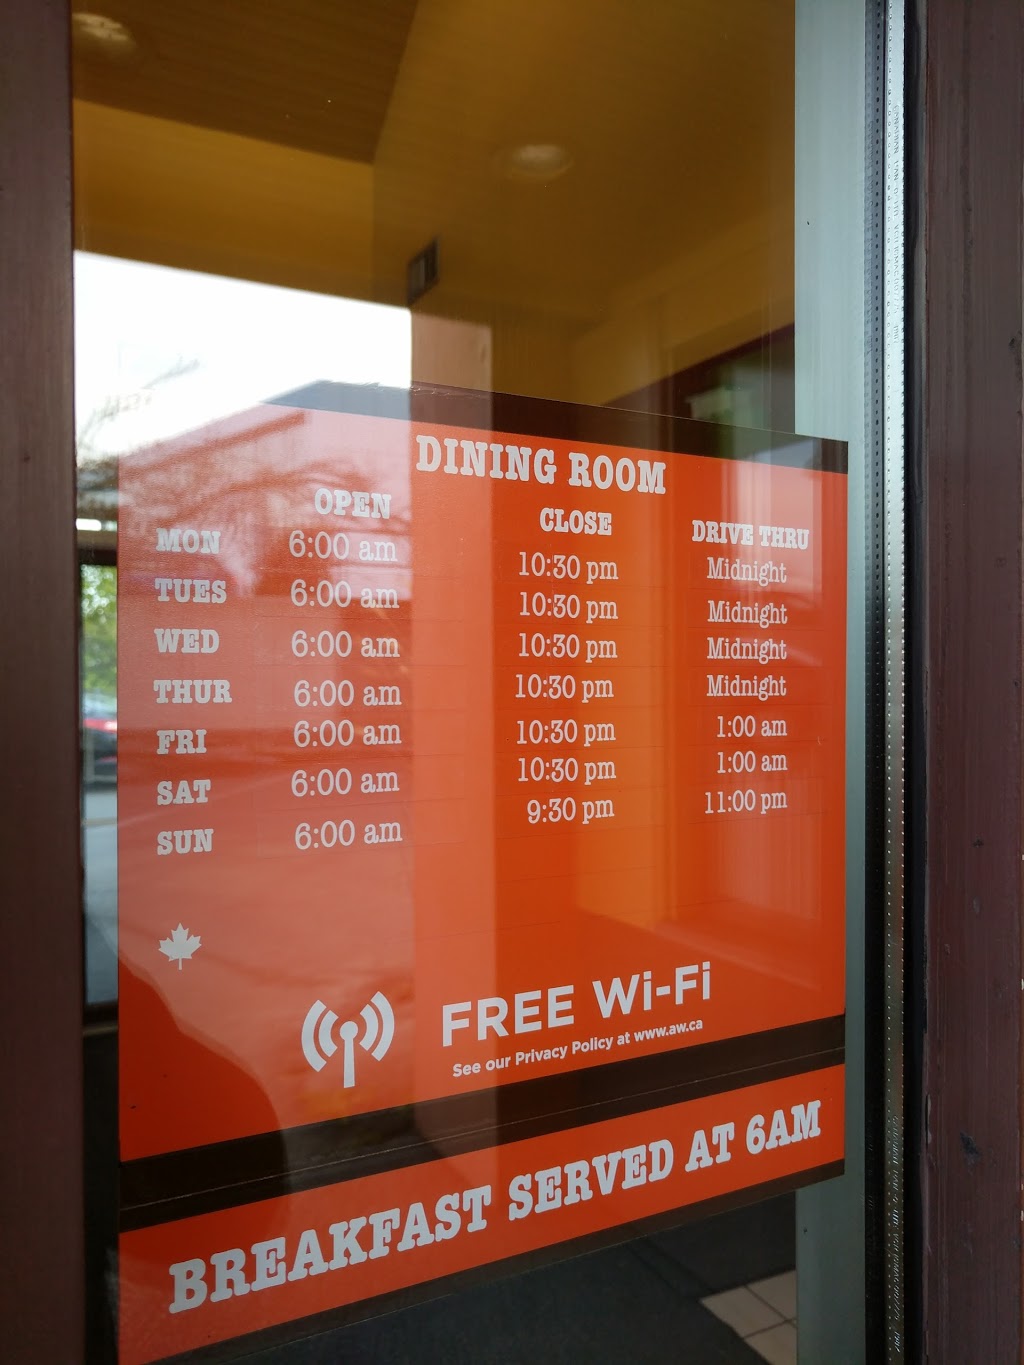 DINING ROOM
OPEN CLOSE DRIVE THRU
MON 6:00 am 10:30 pm Midnight
TUES 6:00 am 10:30 pm Midnight
WED 6:00 am 10:30 pm Midnight
THUR 6:00 am 10:30 pm Midnight
FRI 6:00 am 10:30 pm 1:00 am
SAT 6:00 am 10:30 pm 1:00 am
SUN 6:00 am 9:30 pm 11:00 pm
FREE Wi-Fi
See our Privacy Policy at www.aw.ca
BREAKFAST SERVED AT 6AM